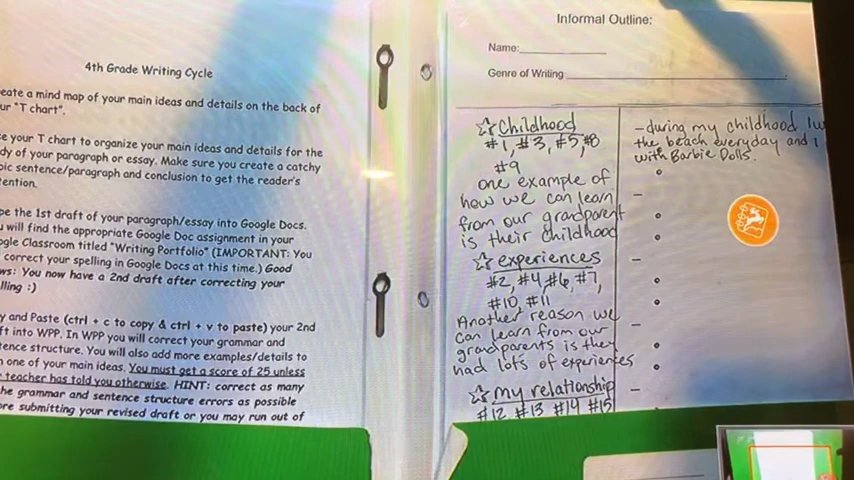 4th Grade Writing Cycle
eate a mind map of your main ideas and details on the back of
ur "T chart".
se your T chart to organize your main ideas and details for the
dy of your paragraph or essay. Make sure you create a catchy
pic sentence/paragraph and conclusion to get the reader's
tention.
pe the 1st draft of your paragraph/essay into Google Docs.
u will find the appropriate Google Doc assignment in your
ogle Classroom titled "Writing Portfolio" (IMPORTANT: You
correct your spelling in Google Docs at this time.) Good
ws: You now have a 2nd draft after correcting your
lling :)
y and Paste (ctrl + c to copy & ctrl + v to paste) your 2nd
ft into WPP. In WPP you will correct your grammar and
tence structure. You will also add more examples/details to
one of your main ideas. You must get a score of 25 unless
teacher has told you otherwise. HINT: correct as many
he grammar and sentence structure errors as possible
ore submitting your revised draft or you may run out of
Informal Outline:
Name:
Genre of Writing
Childhood
#1, #3, #5, #8
#9
one example of
how we can learn
from our grandparent
is their childhood
experiences
#2, #4, #6, #7,
#10, #11
Another reason we
can learn from our
grandparents is they
had lots of experiences
my relationship
#12 #13 #14 #15
-during my childhood I
the beach everyday and I
with Barbie Dolls.